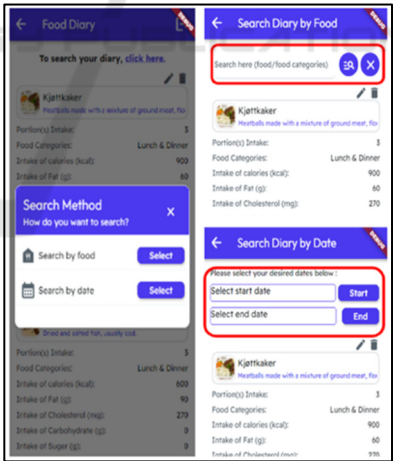 Food Diary
To search your diary, click here.
Kjøttkaker
Meatballs made with a mixture of ground meat, flo
Portion(s) Intake: 3
Food Categories: Lunch & Dinner
Intake of calories (kcal): 900
Intake of Fat (g): 60
Search Method
How do you want to search?
X
Search by food Select
Search by date Select
Dried and salted fish, usually cod.
Portion(s) Intake: 3
Food Categories: Lunch & Dinner
Intake of calories (kcal): 600
Intake of Fat (g): 90
Intake of Cholesterol (mg): 270
Intake of Carbohydrate (g): 0
Intake of Sugar (g): 0
Search Diary by Food
DEBUG
Search here (food/food categories)
X
Kjøttkaker
Meatballs made with a mixture of ground meat, flo
Portion(s) Intake: 3
Food Categories: Lunch & Dinner
Intake of calories (kcal): 900
Intake of Fat (g): 60
Intake of Cholesterol (mg): 270
Search Diary by Date
DEBUG
Please select your desired dates below :
Select start date Start
Select end date End
Kjøttkaker
Meatballs made with a mixture of ground meat, flo
Portion(s) Intake: 3
Food Categories: Lunch & Dinner
Intake of calories (kcal): 900
Intake of Fat (g): 60
Intake of Cholesterol (mg): 270